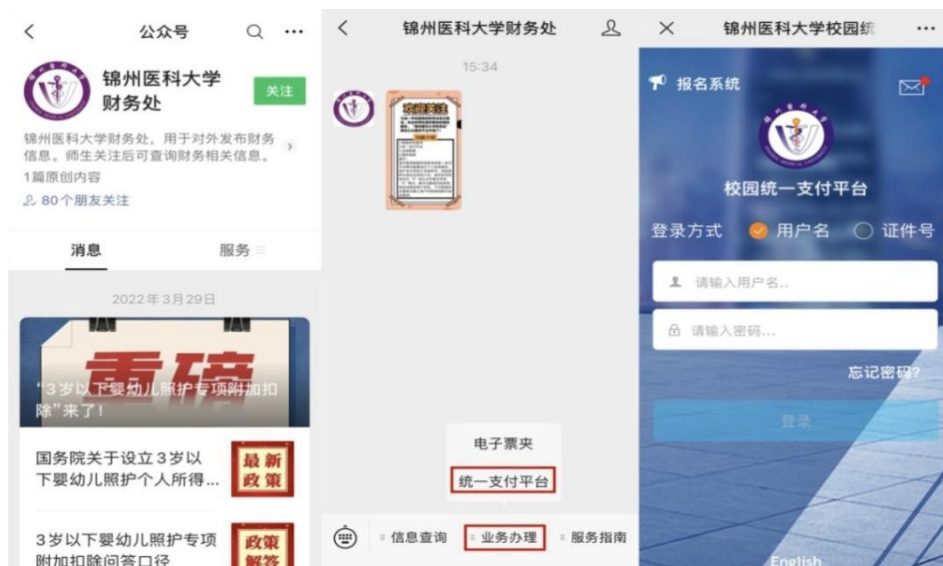 公众号
锦州医科大学
财务处
关注
锦州医科大学财务处，用于对外发布财务
信息。师生关注后可查询财务相关信息。
1篇原创内容
80个朋友关注
消息
服务
2022年3月29日
重磅
“3岁以下婴幼儿照护专项附加扣
除”来了！
国务院关于设立3岁以
下婴幼儿照护个人所得...
最新
政策
3岁以下婴幼儿照护专项
附加扣除问答口径
政策
解答
锦州医科大学财务处
15:34
欢迎关注
电子票夹
统一支付平台
信息查询
业务办理
服务指南
锦州医科大学校园统
报名系统
校园统一支付平台
登录方式
用户名
证件号
请输入用户名..
请输入密码...
忘记密码?
登录
English